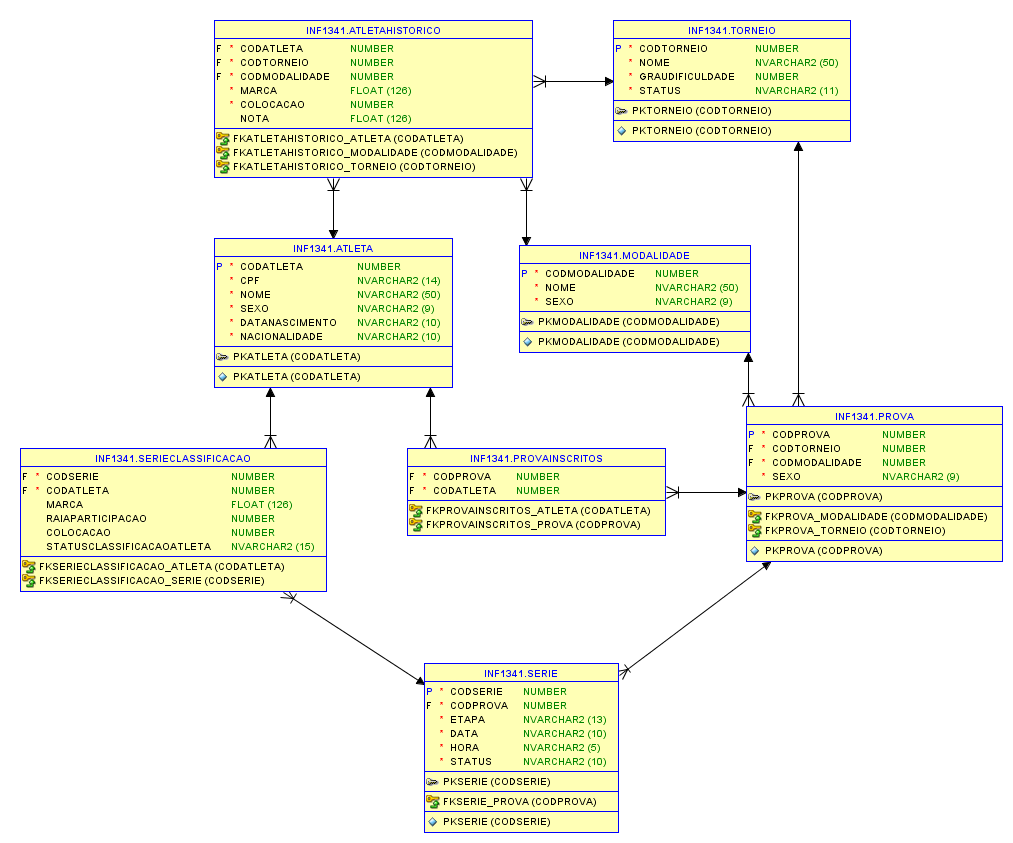 INF1341.ATLETAHISTORICO
F * CODATLETA NUMBER
F * CODTORNEIO NUMBER
F * CODMODALIDADE NUMBER
* MARCA FLOAT (126)
* COLOCACAO NUMBER
NOTA FLOAT (126)
FKATLETAHISTORICO_ATLETA (CODATLETA)
FKATLETAHISTORICO_MODALIDADE (CODMODALIDADE)
FKATLETAHISTORICO_TORNEIO (CODTORNEIO)
INF1341.TORNEIO
P * CODTORNEIO NUMBER
* NOME NVARCHAR2 (50)
* GRAUDIFICULDADE NUMBER
* STATUS NVARCHAR2 (11)
PKTORNEIO (CODTORNEIO)
PKTORNEIO (CODTORNEIO)
INF1341.ATLETA
P * CODATLETA NUMBER
* CPF NVARCHAR2 (14)
* NOME NVARCHAR2 (50)
* SEXO NVARCHAR2 (9)
* DATANASCIMENTO NVARCHAR2 (10)
* NACIONALIDADE NVARCHAR2 (10)
PKATLETA (CODATLETA)
PKATLETA (CODATLETA)
INF1341.MODALIDADE
P * CODMODALIDADE NUMBER
* NOME NVARCHAR2 (50)
* SEXO NVARCHAR2 (9)
PKMODALIDADE (CODMODALIDADE)
PKMODALIDADE (CODMODALIDADE)
INF1341.SERIECLASSIFICACAO
F * CODSERIE NUMBER
F * CODATLETA NUMBER
MARCA FLOAT (126)
RAIAPARTICIPACAO NUMBER
COLOCACAO NUMBER
STATUSCLASSIFICACAOATLETA NVARCHAR2 (15)
FKSERIECLASSIFICACAO_ATLETA (CODATLETA)
FKSERIECLASSIFICACAO_SERIE (CODSERIE)
INF1341.PROVAINSCRITOS
F * CODPROVA NUMBER
F * CODATLETA NUMBER
FKPROVAINSCRITOS_ATLETA (CODATLETA)
FKPROVAINSCRITOS_PROVA (CODPROVA)
INF1341.PROVA
P * CODPROVA NUMBER
F * CODTORNEIO NUMBER
F * CODMODALIDADE NUMBER
* SEXO NVARCHAR2 (9)
PKPROVA (CODPROVA)
FKPROVA_MODALIDADE (CODMODALIDADE)
FKPROVA_TORNEIO (CODTORNEIO)
PKPROVA (CODPROVA)
INF1341.SERIE
P * CODSERIE NUMBER
F * CODPROVA NUMBER
* ETAPA NVARCHAR2 (13)
* DATA NVARCHAR2 (10)
* HORA NVARCHAR2 (5)
* STATUS NVARCHAR2 (10)
PKSERIE (CODSERIE)
FKSERIE_PROVA (CODPROVA)
PKSERIE (CODSERIE)